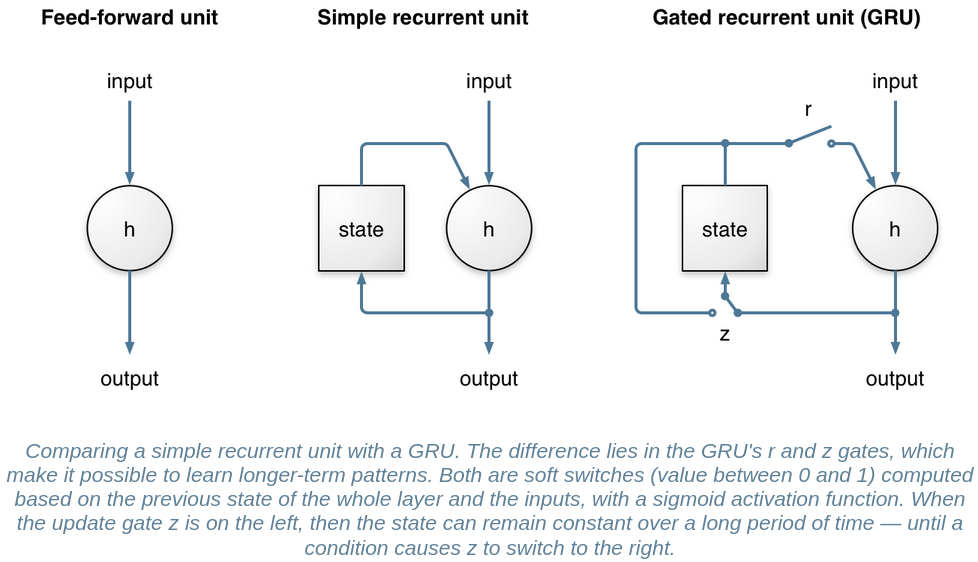 Feed-forward unit
Simple recurrent unit
Gated recurrent unit (GRU)
input
input
input
r
h
state
h
state
h
z
output
output
output
Comparing a simple recurrent unit with a GRU. The difference lies in the GRU's r and z gates, which
make it possible to learn longer-term patterns. Both are soft switches (value between 0 and 1) computed
based on the previous state of the whole layer and the inputs, with a sigmoid activation function. When
the update gate z is on the left, then the state can remain constant over a long period of time — until a
condition causes z to switch to the right.